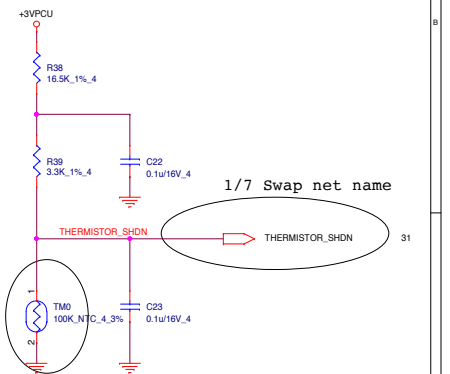 +3VPCU
B
R38
16.5K_1%_4
R39
3.3K_1%_4
C22
0.1u/16V_4
1/7 Swap net name
THERMISTOR_SHDN
THERMISTOR_SHDN
31
1
TM0
100K_NTC_4_3%
2
C23
0.1u/16V_4